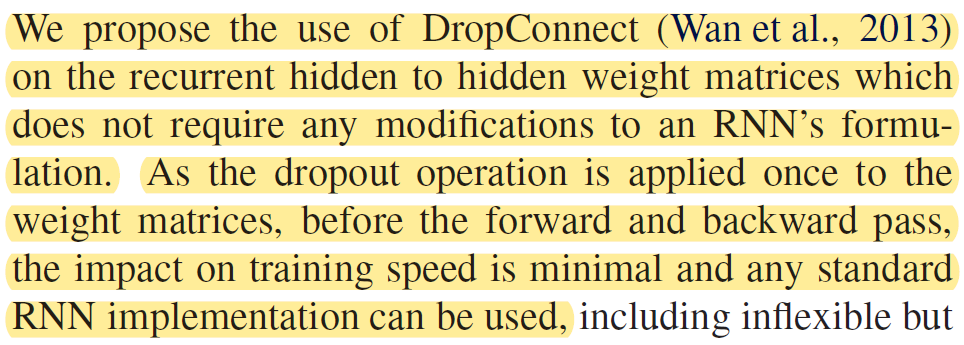 We propose the use of DropConnect (Wan et al., 2013)
on the recurrent hidden to hidden weight matrices which
does not require any modifications to an RNN's formu-
lation. As the dropout operation is applied once to the
weight matrices, before the forward and backward pass,
the impact on training speed is minimal and any standard
RNN implementation can be used, including inflexible but